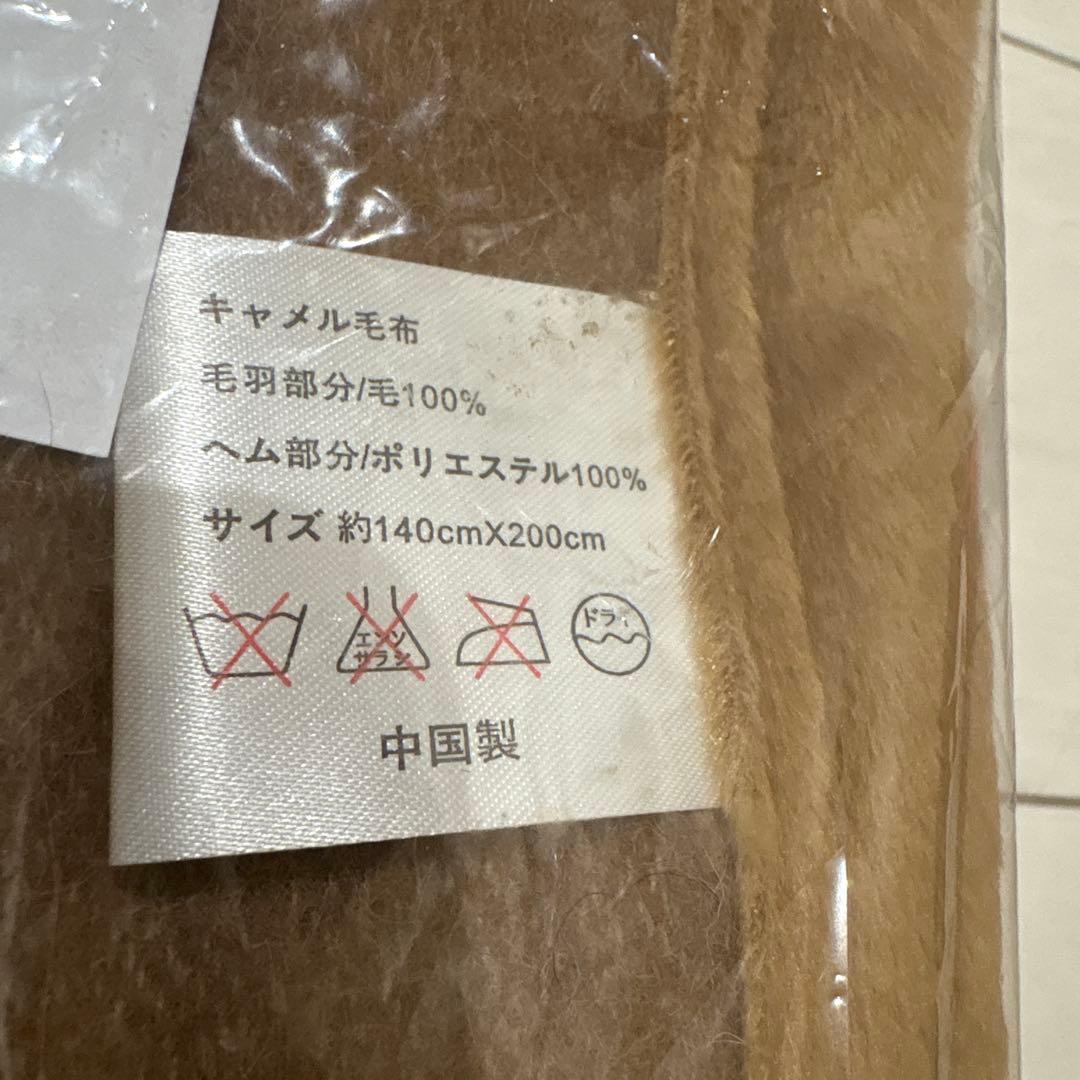 キャメル毛布
毛羽部分/毛100%
ヘム部分/ポリエステル100%
サイズ 約140cmX200cm
エンソ
サラシ
ドライ
中国製